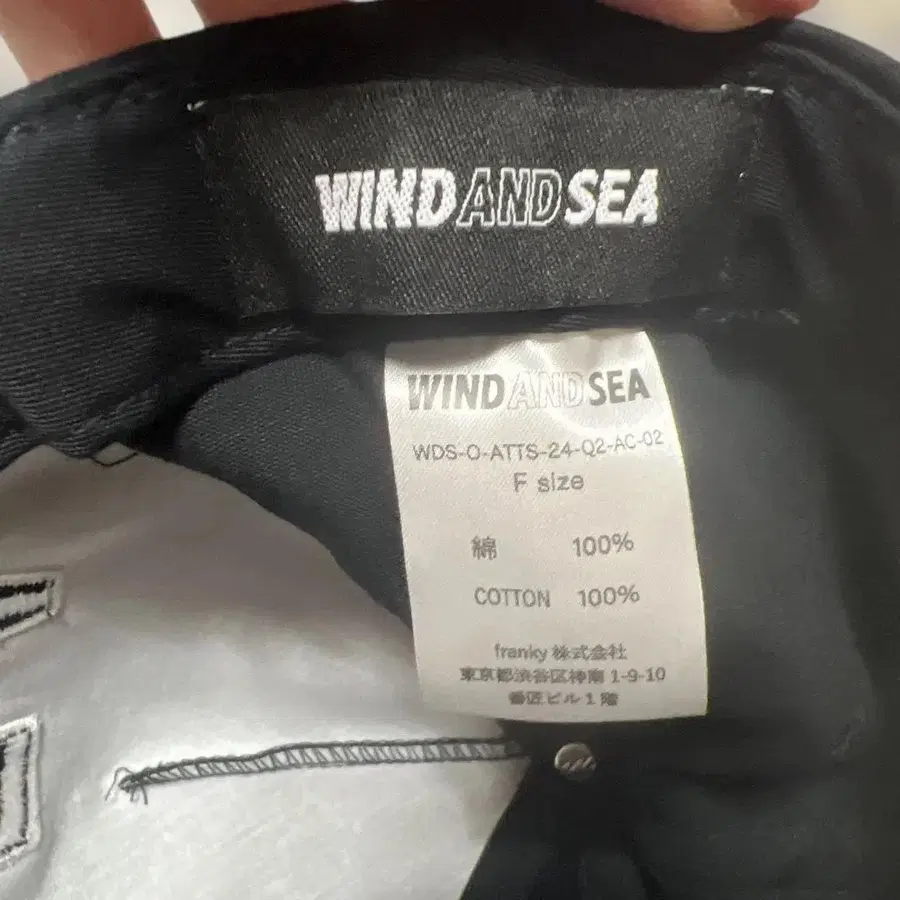 WIND AND SEA
WIND AND SEA
WDS-O-ATTS-24-Q2-AC-02
F size
綿 100%
COTTON 100%
franky 株式会社
東京都渋谷区神南 1-9-10
番匠ビル 1 階